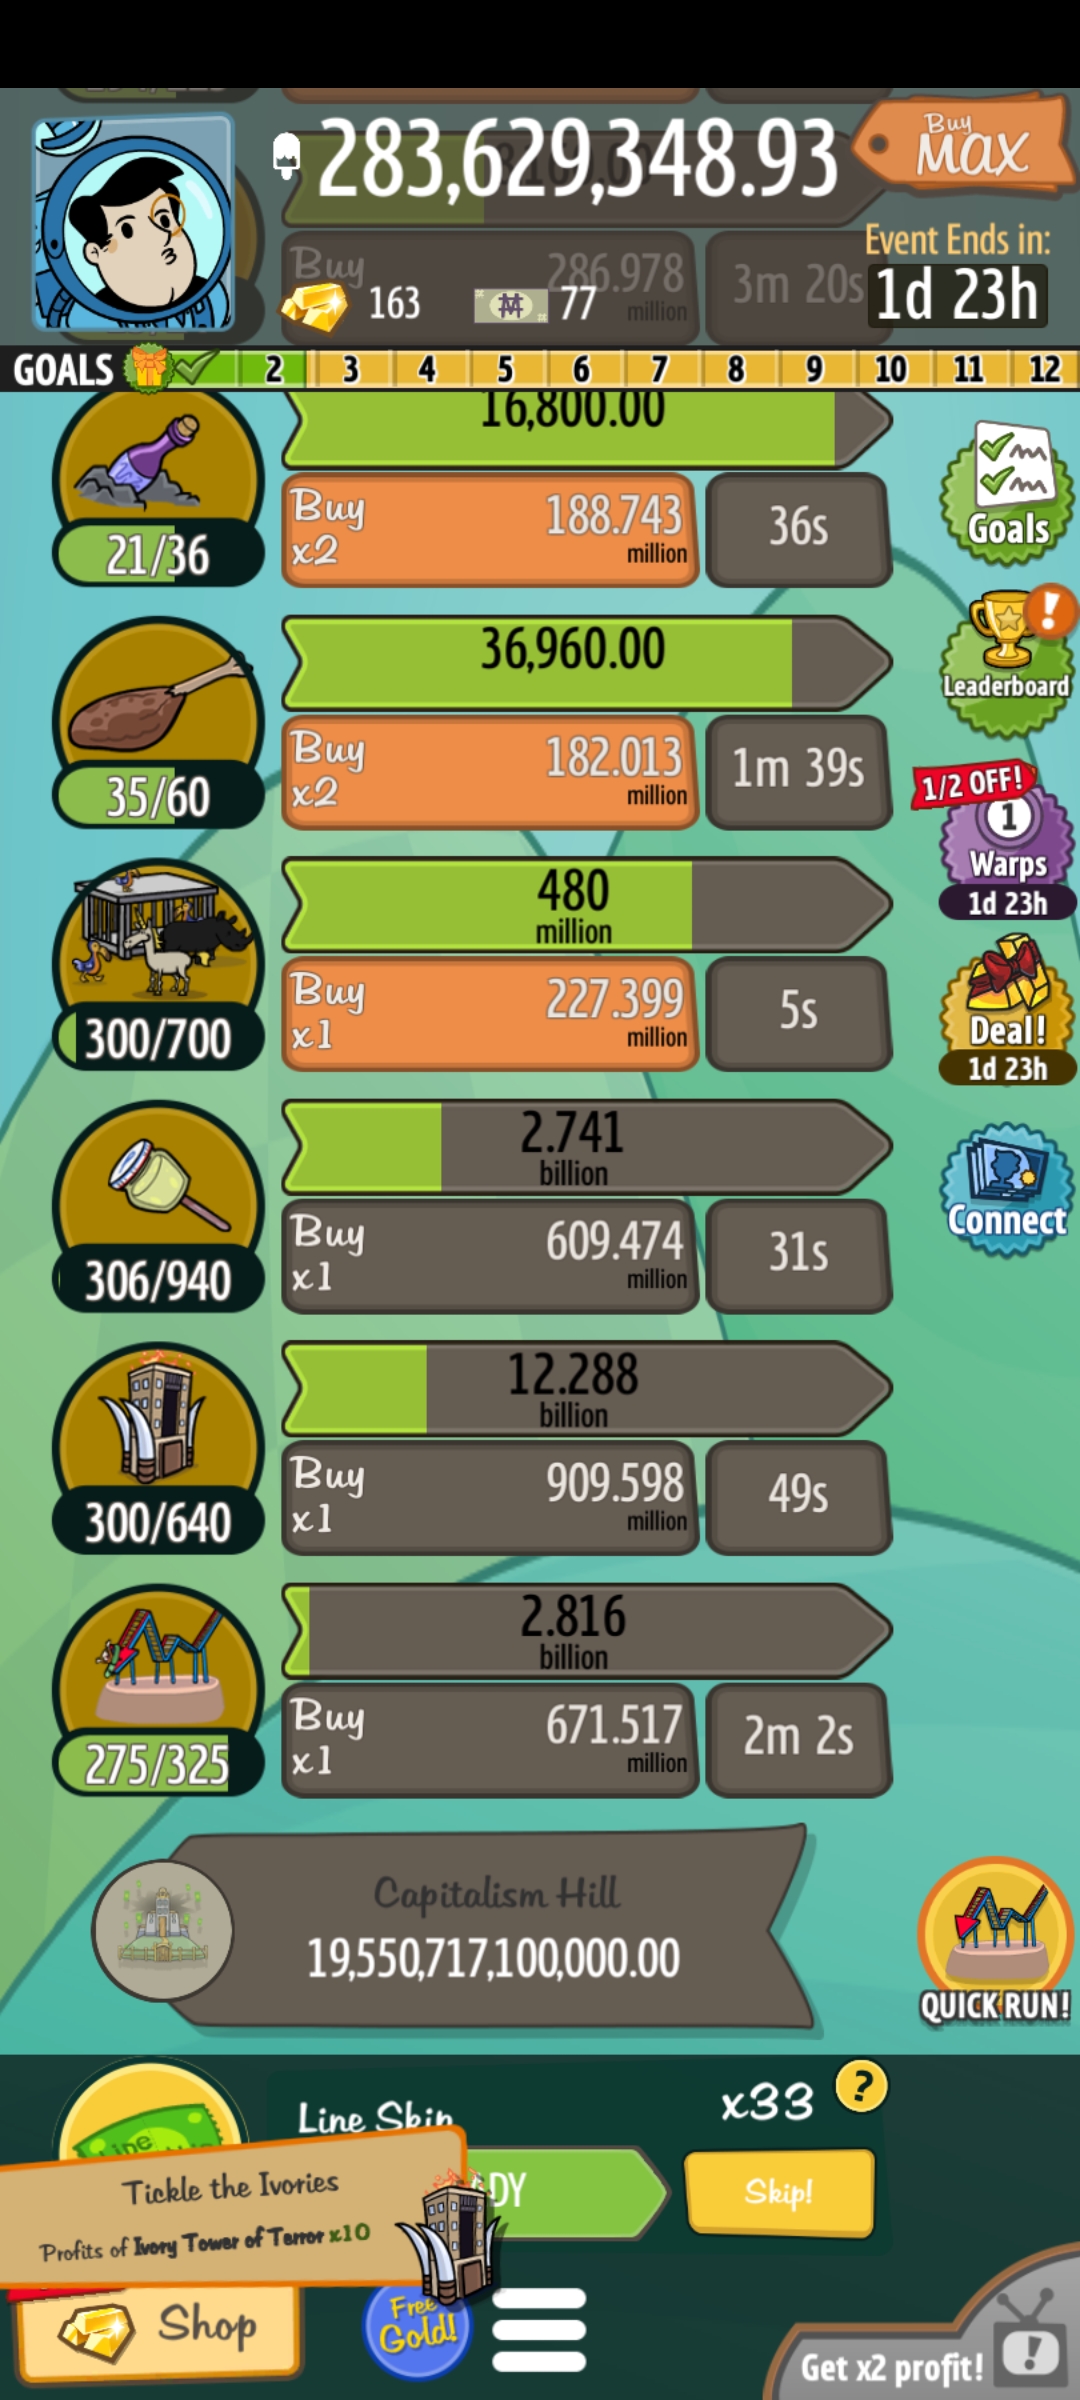 283,629,348.93
Buy
MAX
Event Ends in:
Buy
286.978
million
3m 20s
1d 23h
163
77
GOALS
2
3
4
5
6
7
8
9
10
11
12
16,800.00
Buy
x2
188.743
million
36s
21/36
Goals
36,960.00
Buy
x2
182.013
million
1m 39s
35/60
Leaderboard
1/2 OFF!
1
Warps
1d 23h
480
million
Buy
x1
227.399
million
5s
300/700
Deal!
1d 23h
2.741
billion
Buy
x1
609.474
million
31s
306/940
Connect
12.288
billion
Buy
x1
909.598
million
49s
300/640
2.816
billion
Buy
x1
671.517
million
2m 2s
275/325
Capitalism Hill
19,550,717,100,000.00
QUICK RUN!
Line Skip
x33
?
DY
Skip!
Tickle the Ivories
Profits of Ivory Tower of Terror x10
Shop
Free
Gold!
Get x2 profit!